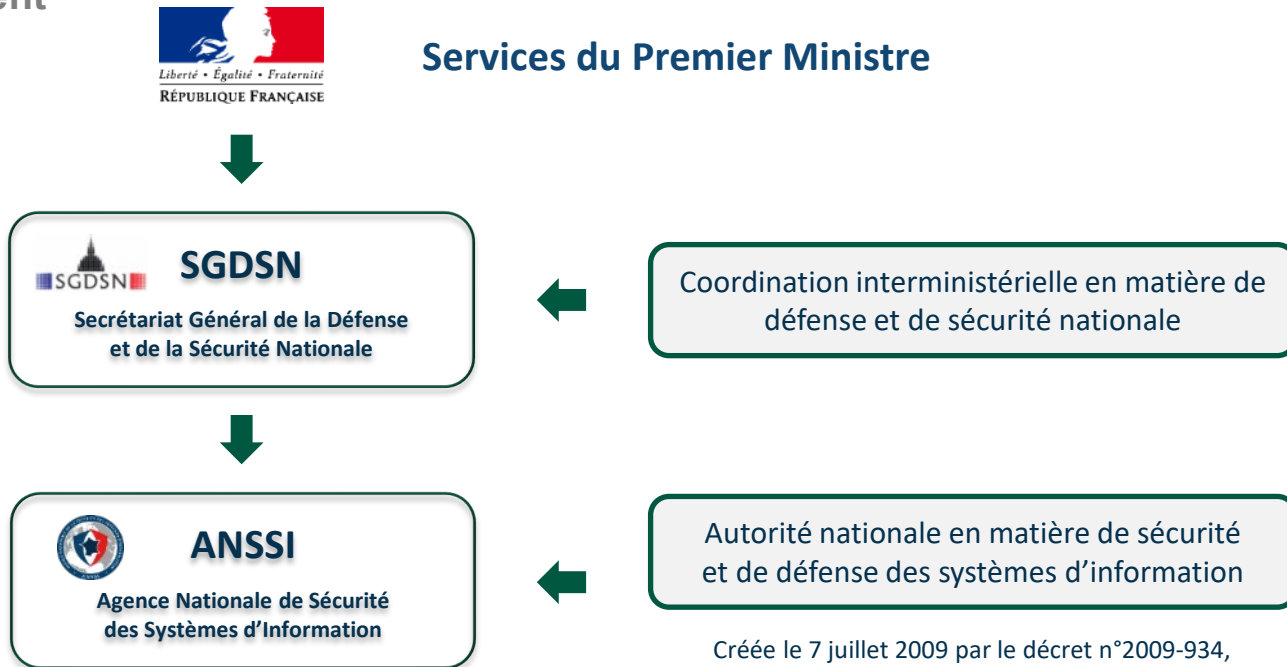 Services du Premier Ministre
Liberté • Égalité • Fraternité
RÉPUBLIQUE FRANÇAISE
SGDSN
SGDSN
Secrétariat Général de la Défense
et de la Sécurité Nationale
Coordination interministérielle en matière de
défense et de sécurité nationale
ANSSI
Agence Nationale de Sécurité
des Systèmes d’Information
Autorité nationale en matière de sécurité
et de défense des systèmes d’information
Créée le 7 juillet 2009 par le décret n°2009-934,